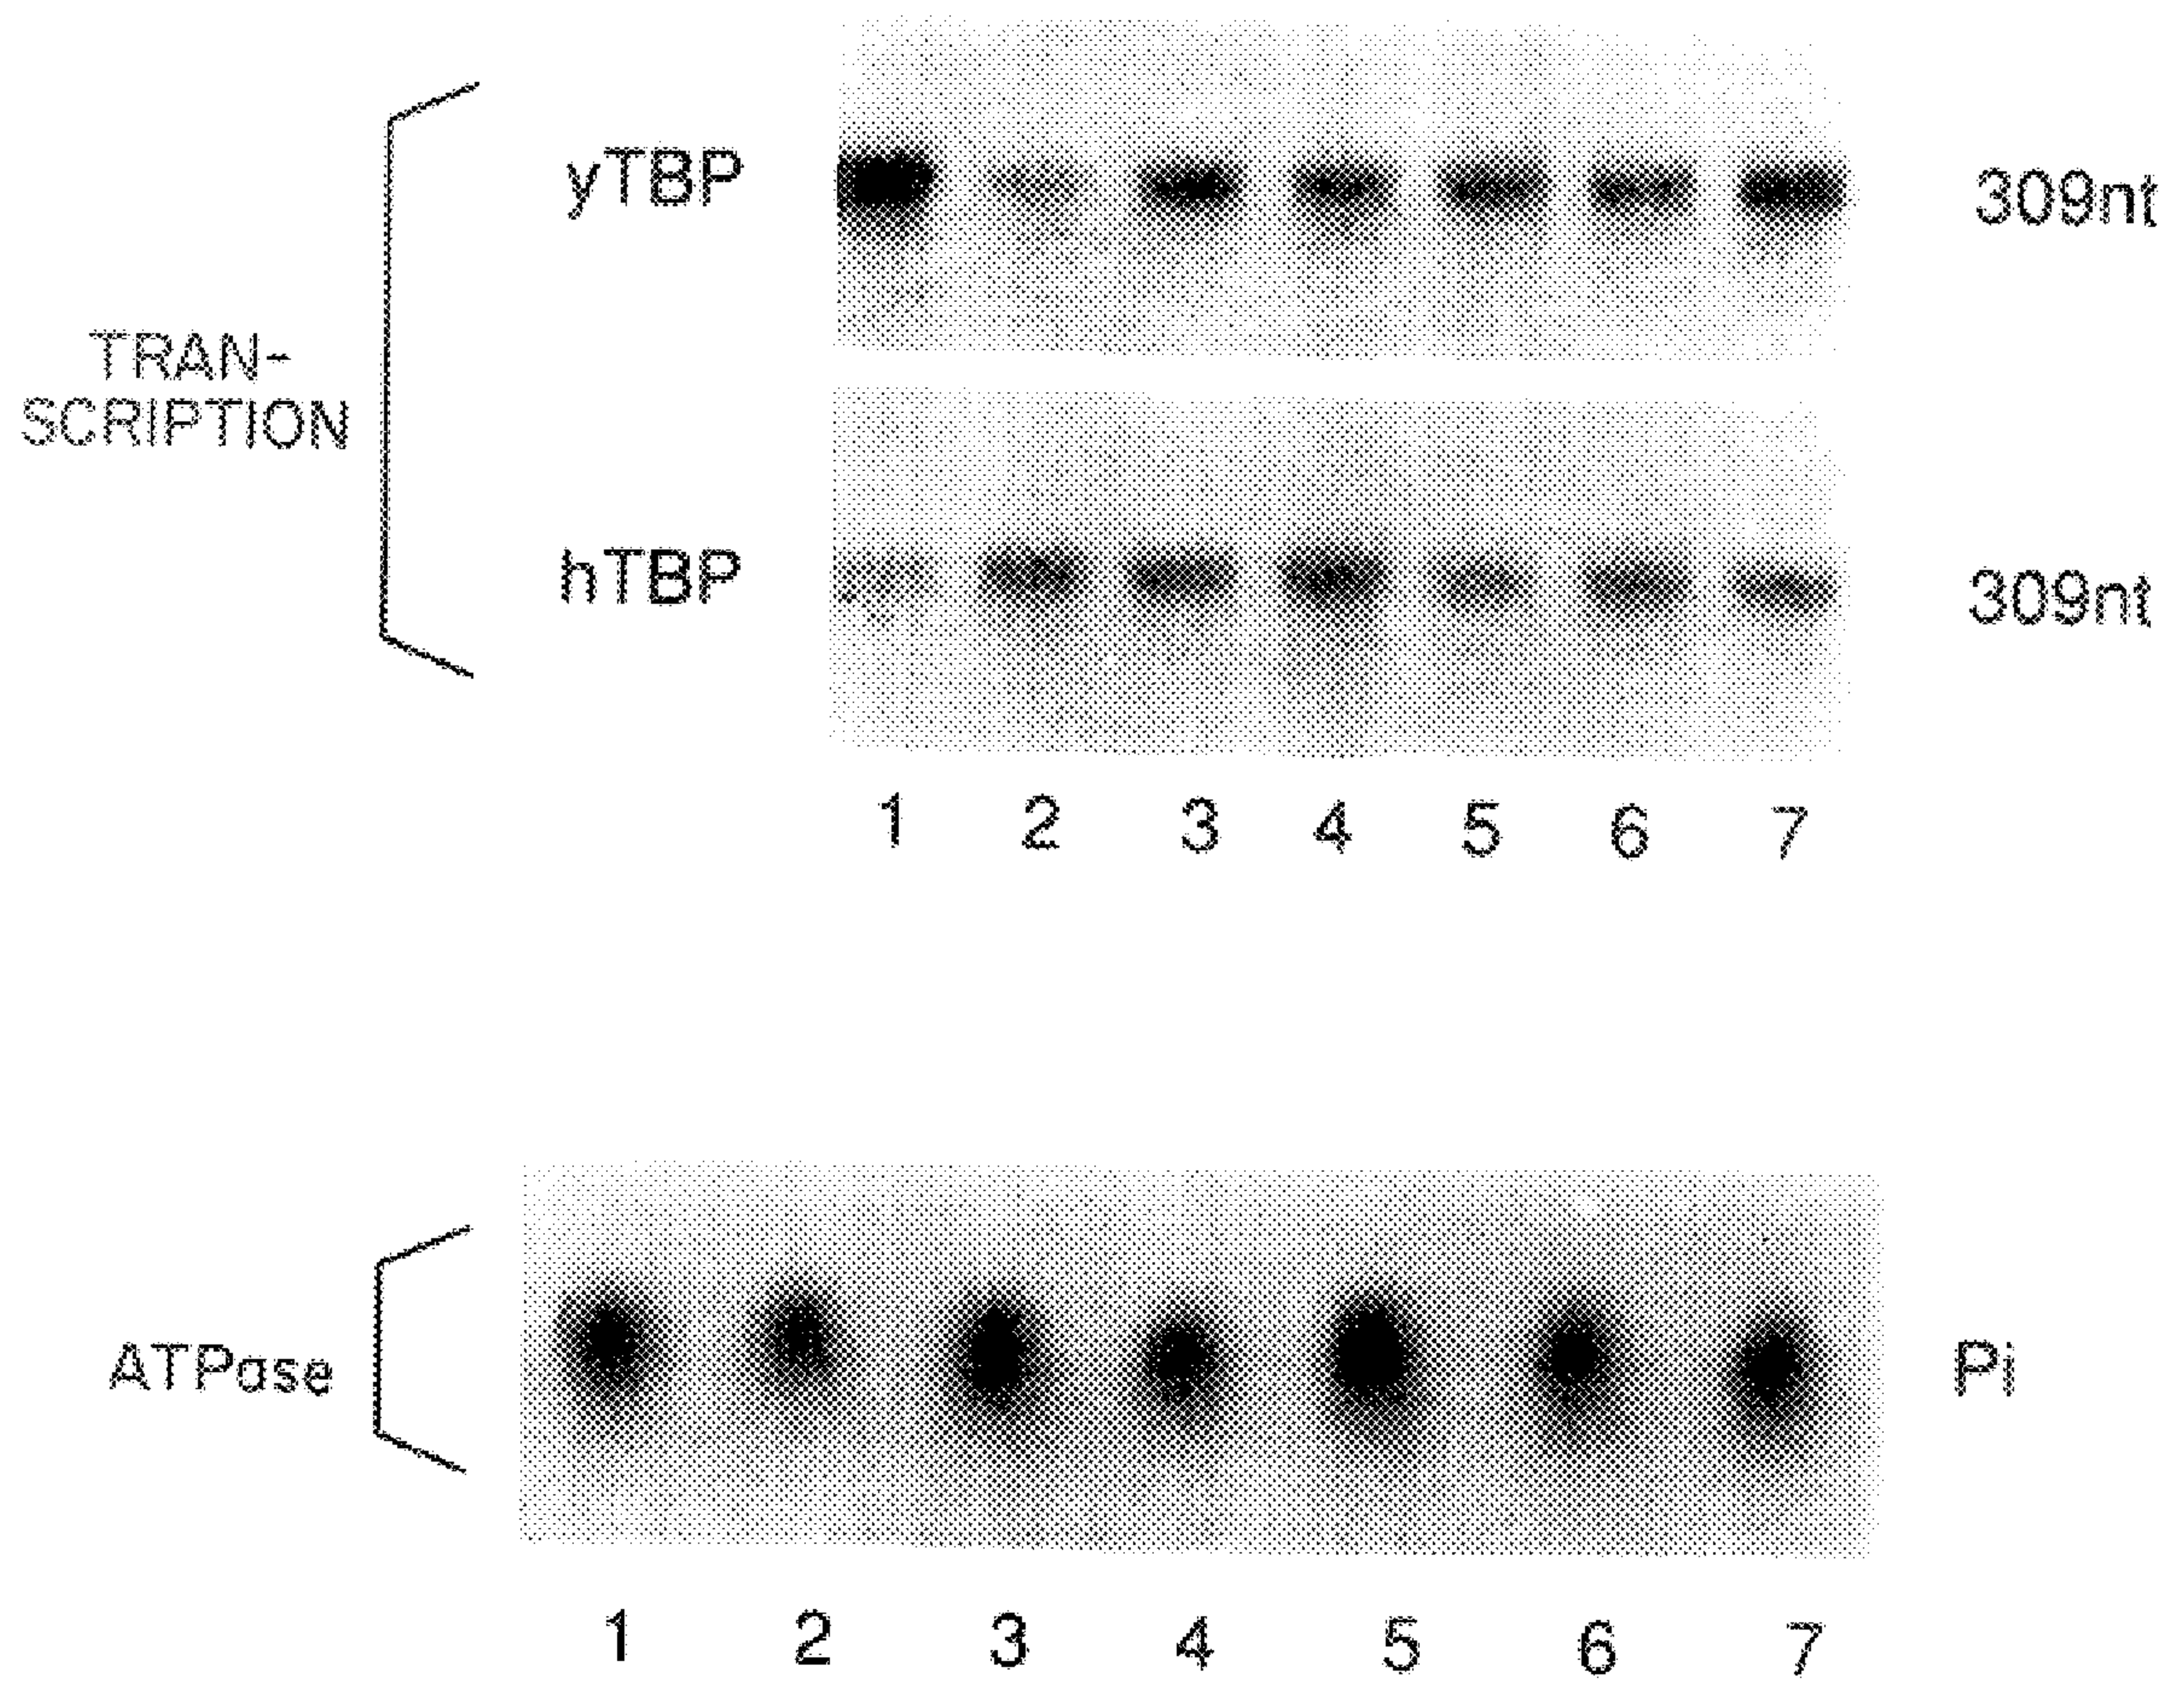 yTBP
309nt
TRAN-
SCRIPTION
hTBP
309nt
1 2 3 4 5 6 7
ATPase
Pi
1 2 3 4 5 6 7